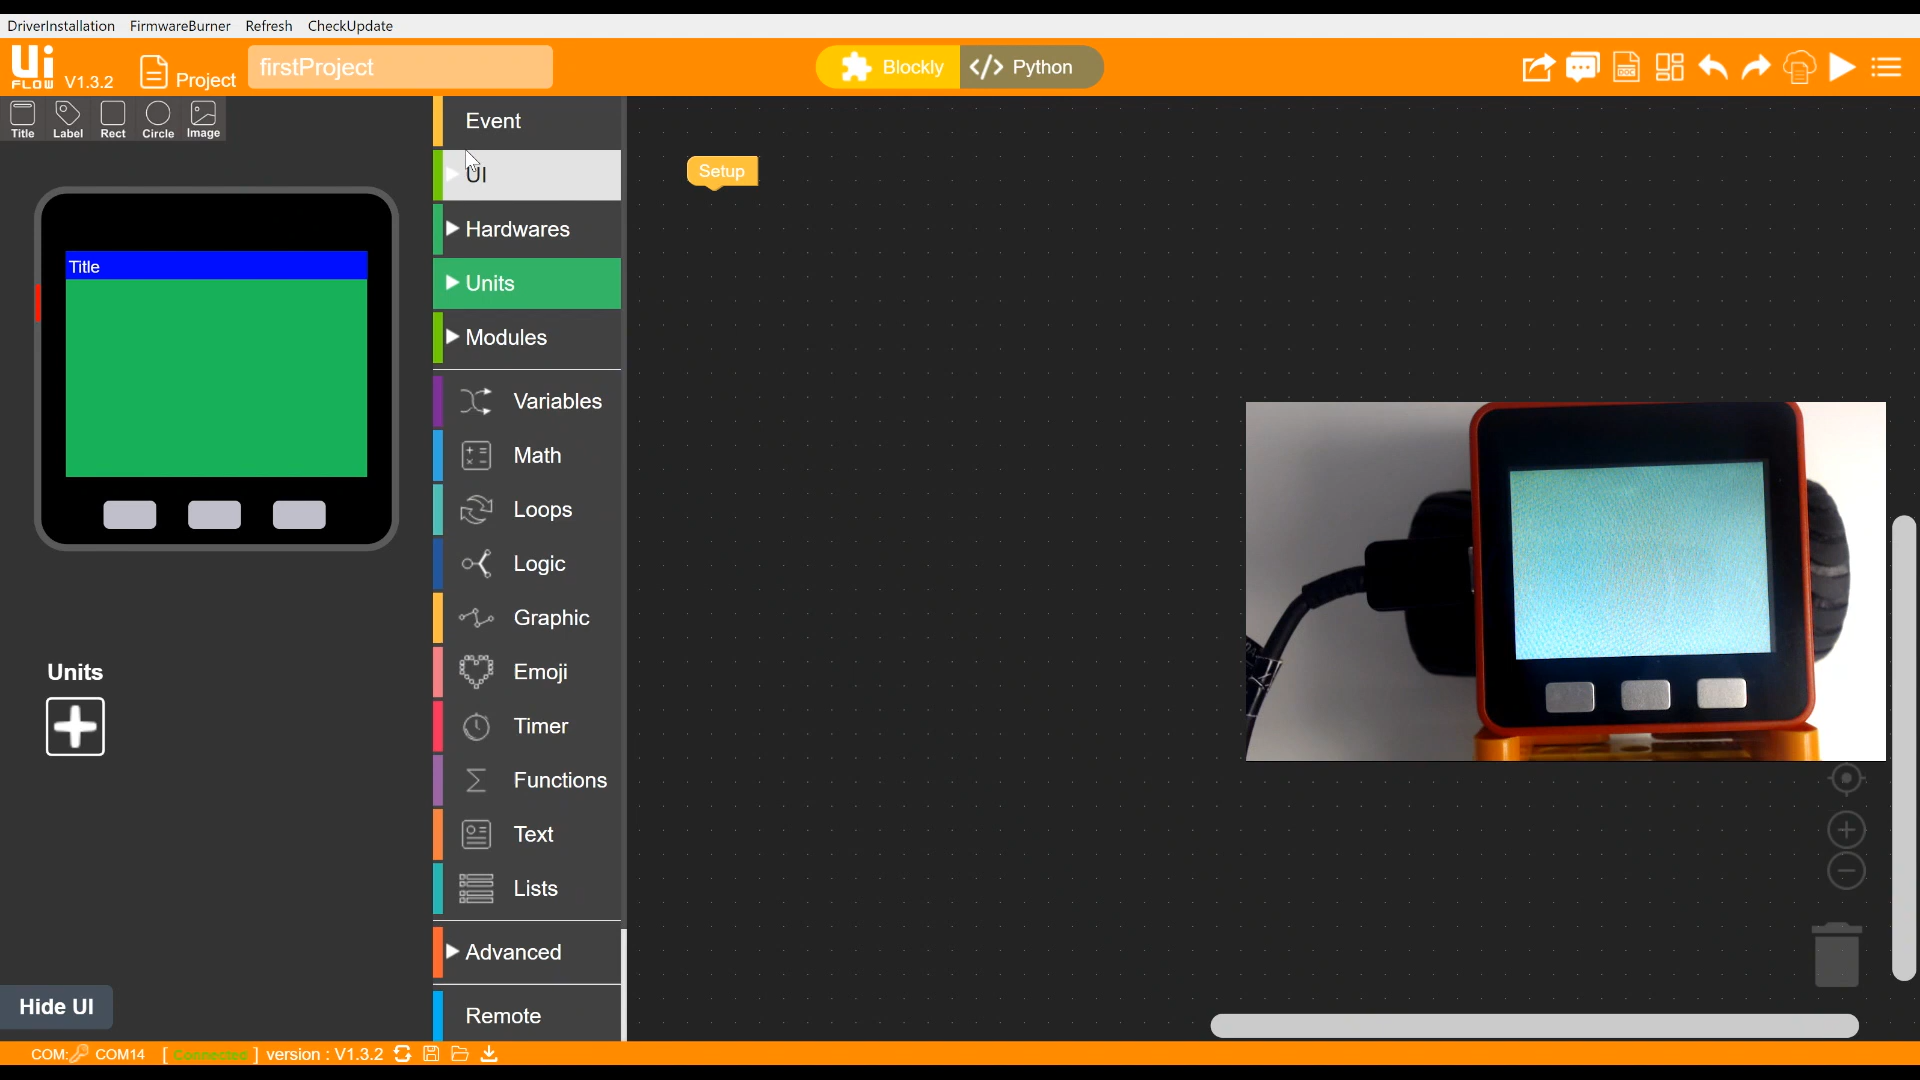 DriverInstallation FirmwareBurner Refresh CheckUpdate
Ui FLOW V1.3.2 Project firstProject Blockly </> Python
Title Label Rect Circle Image
Title
Units
Hide UI
Event
UI
Hardwares
Units
Modules
Variables
Math
Loops
Logic
Graphic
Emoji
Timer
Functions
Text
Lists
Advanced
Remote
Setup
COM: COM14 [ Connected ] version : V1.3.2